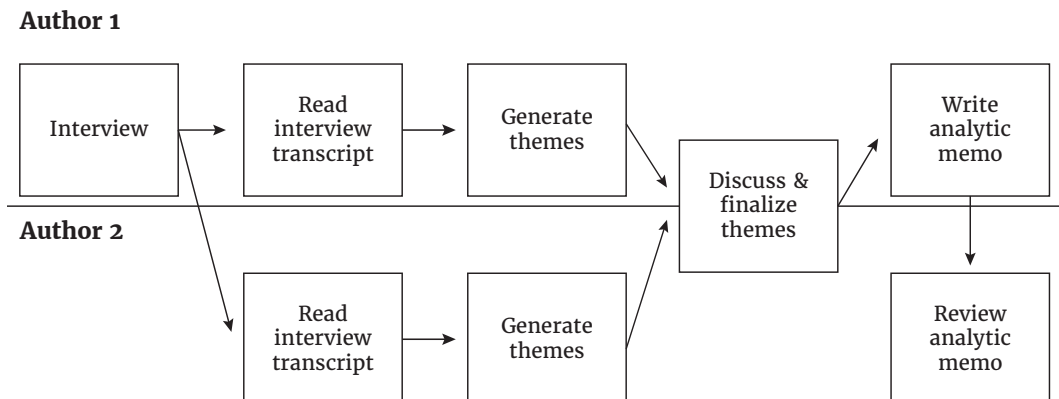 Author 1
Interview
Read
interview
transcript
Generate
themes
Discuss &
finalize
themes
Write
analytic
memo
Author 2
Read
interview
transcript
Generate
themes
Review
analytic
memo